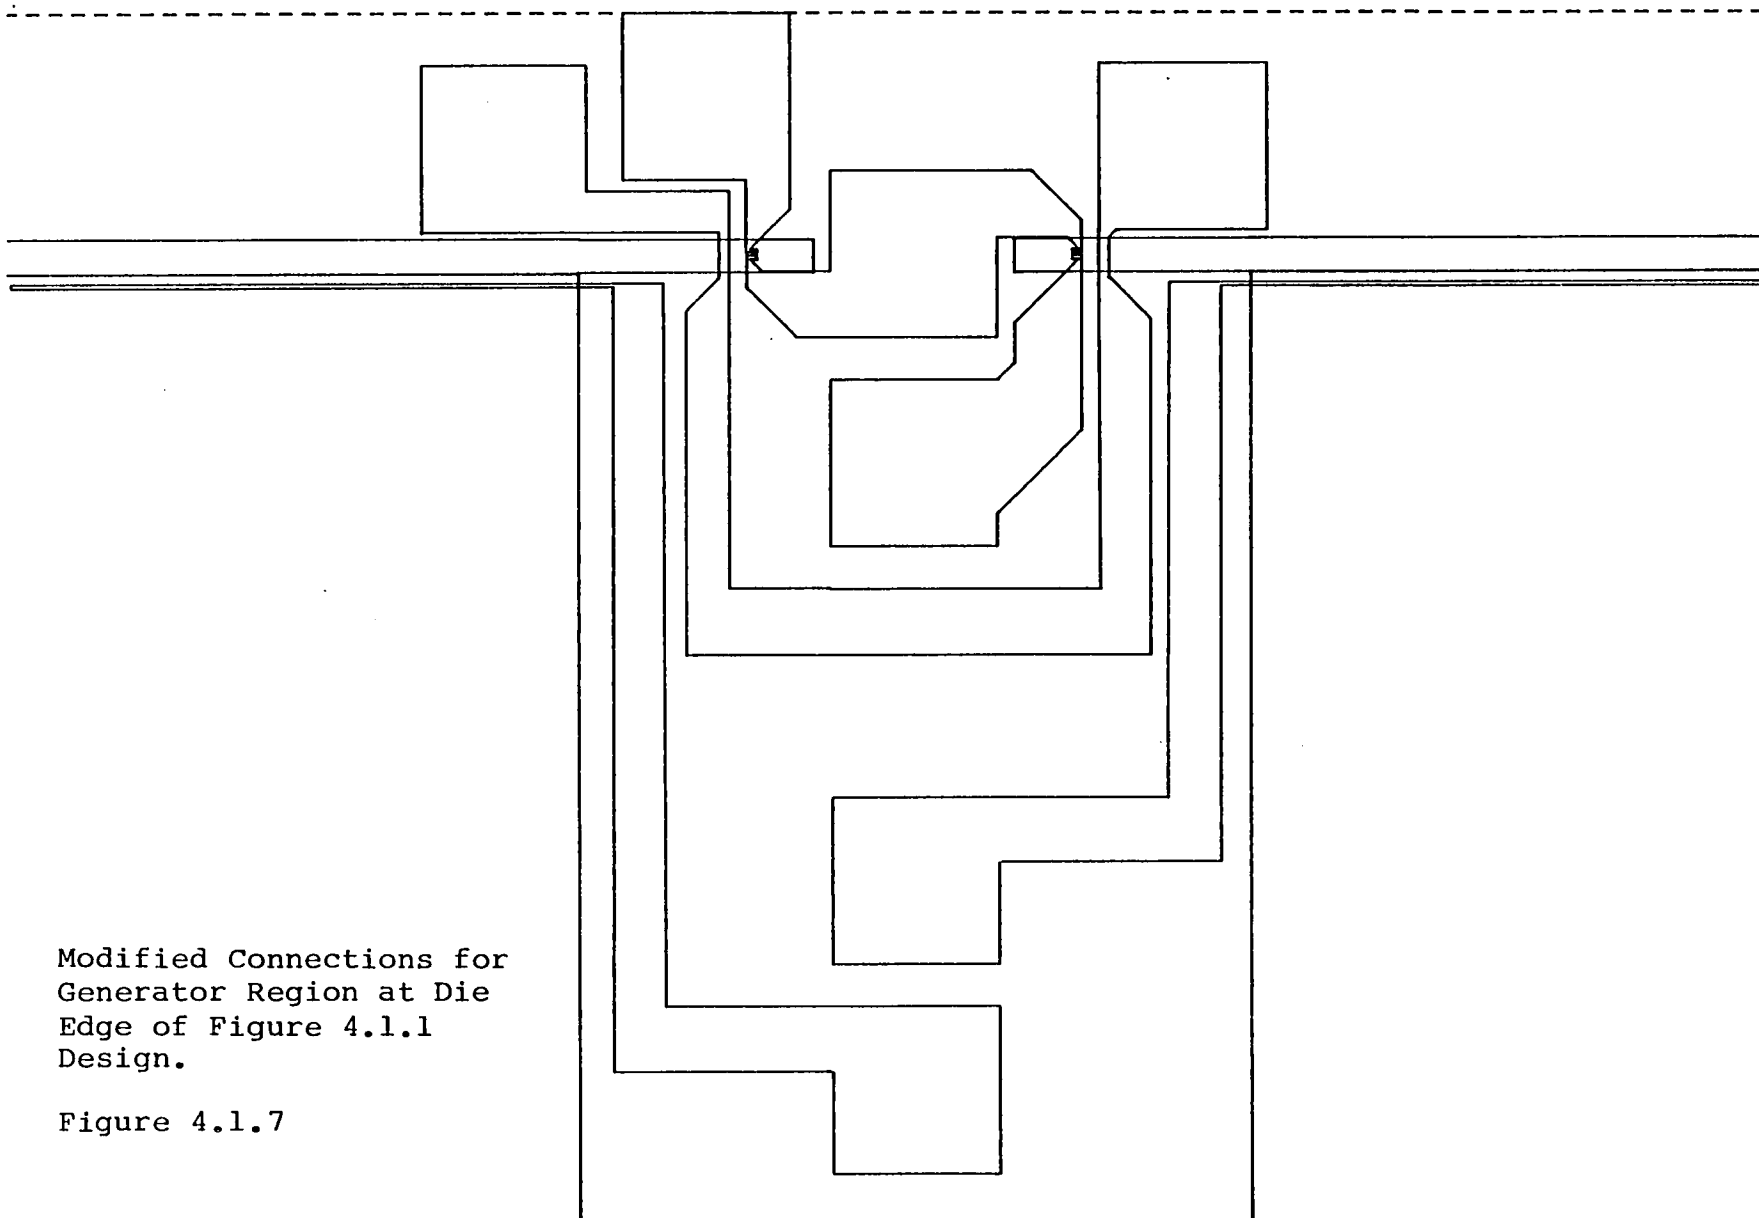 Modified Connections for
Generator Region at Die
Edge of Figure 4.1.1
Design.
Figure 4.1.7